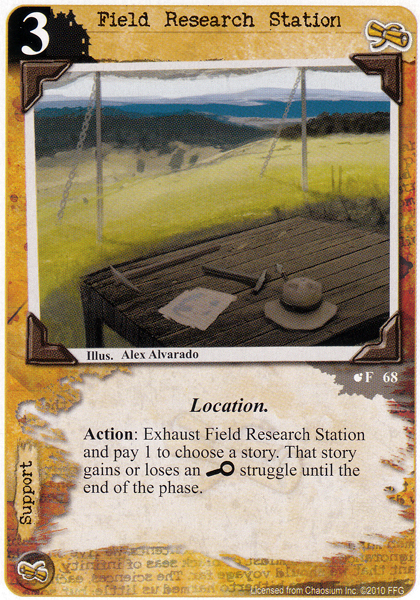 3
Field Research Station
Illus. Alex Alvarado
F 68
Location.
Action: Exhaust Field Research Station
and pay 1 to choose a story. That story
gains or loses an struggle until the
end of the phase.
Support
Licensed from Chaosium Inc. ©2010 FFG